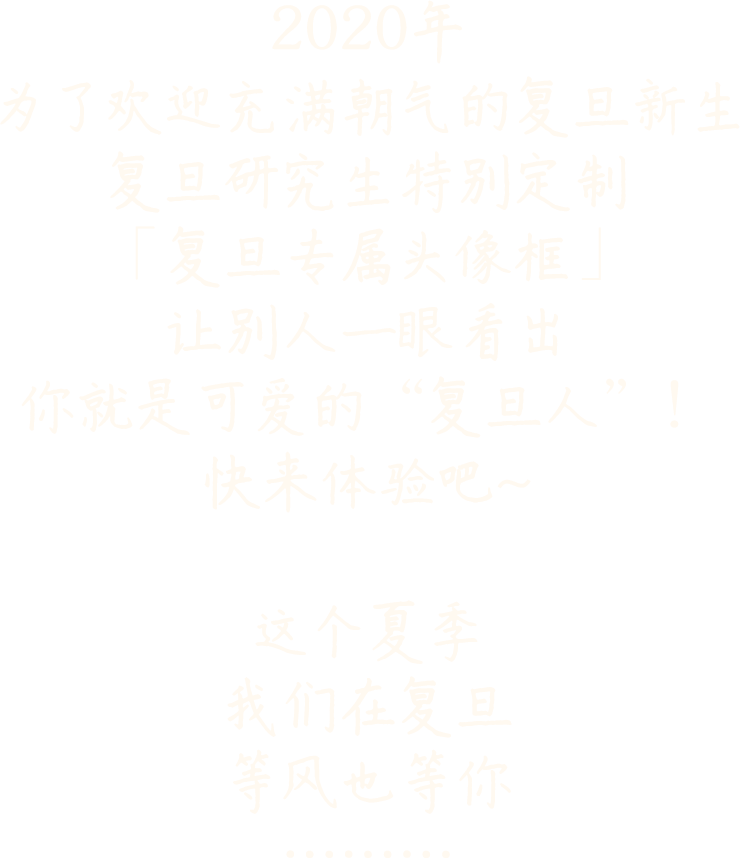 2020年
为了欢迎充满朝气的复旦新生
复旦研究生特别定制
「复旦专属头像框」
让别人一眼看出
你就是可爱的“复旦人”！
快来体验吧~
这个夏季
我们在复旦
等风也等你
·········